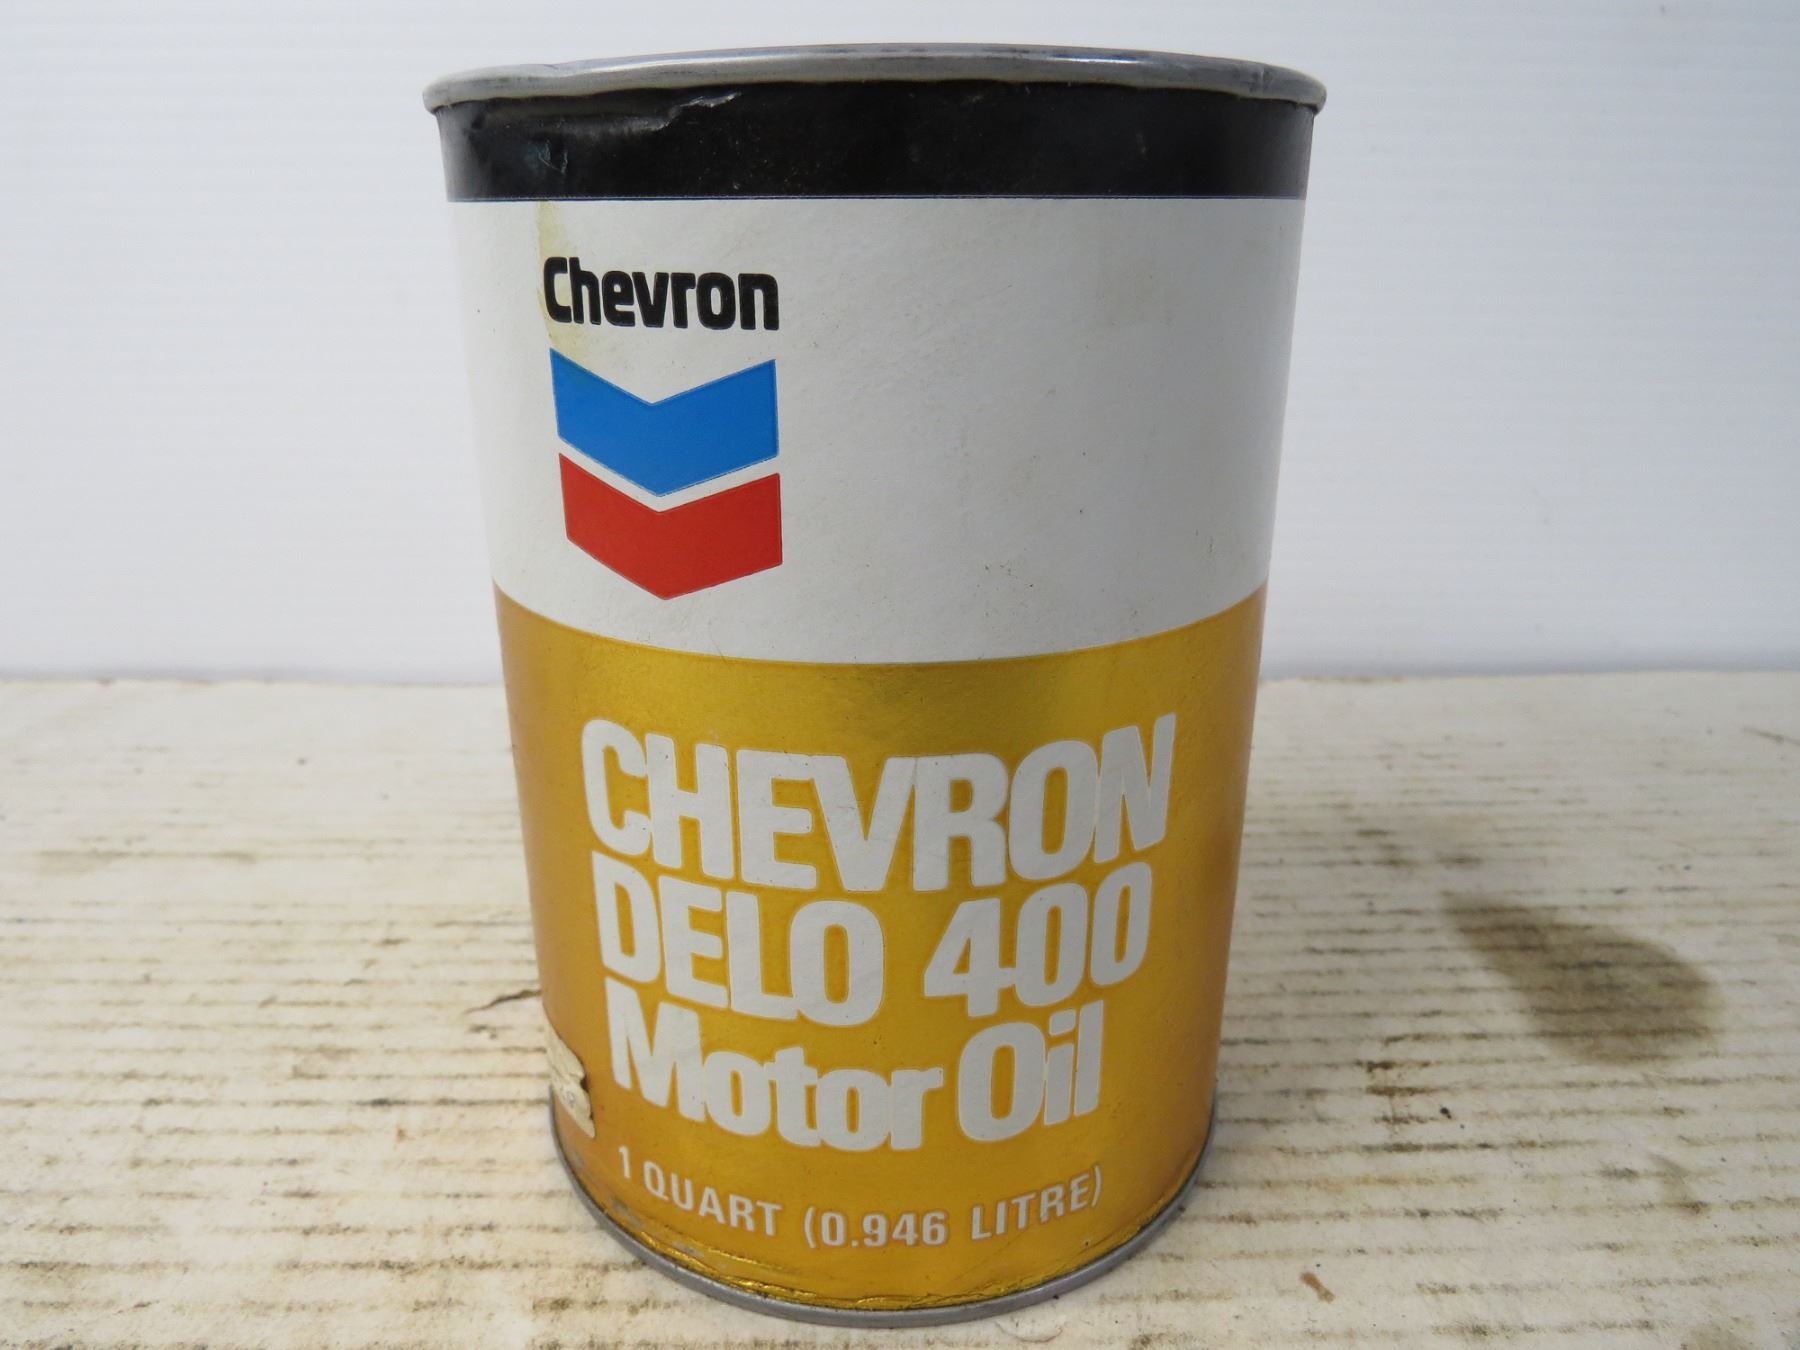 Chevron
CHEVRON
DELO 400
Motor Oil
1 QUART (0.946 LITRE)